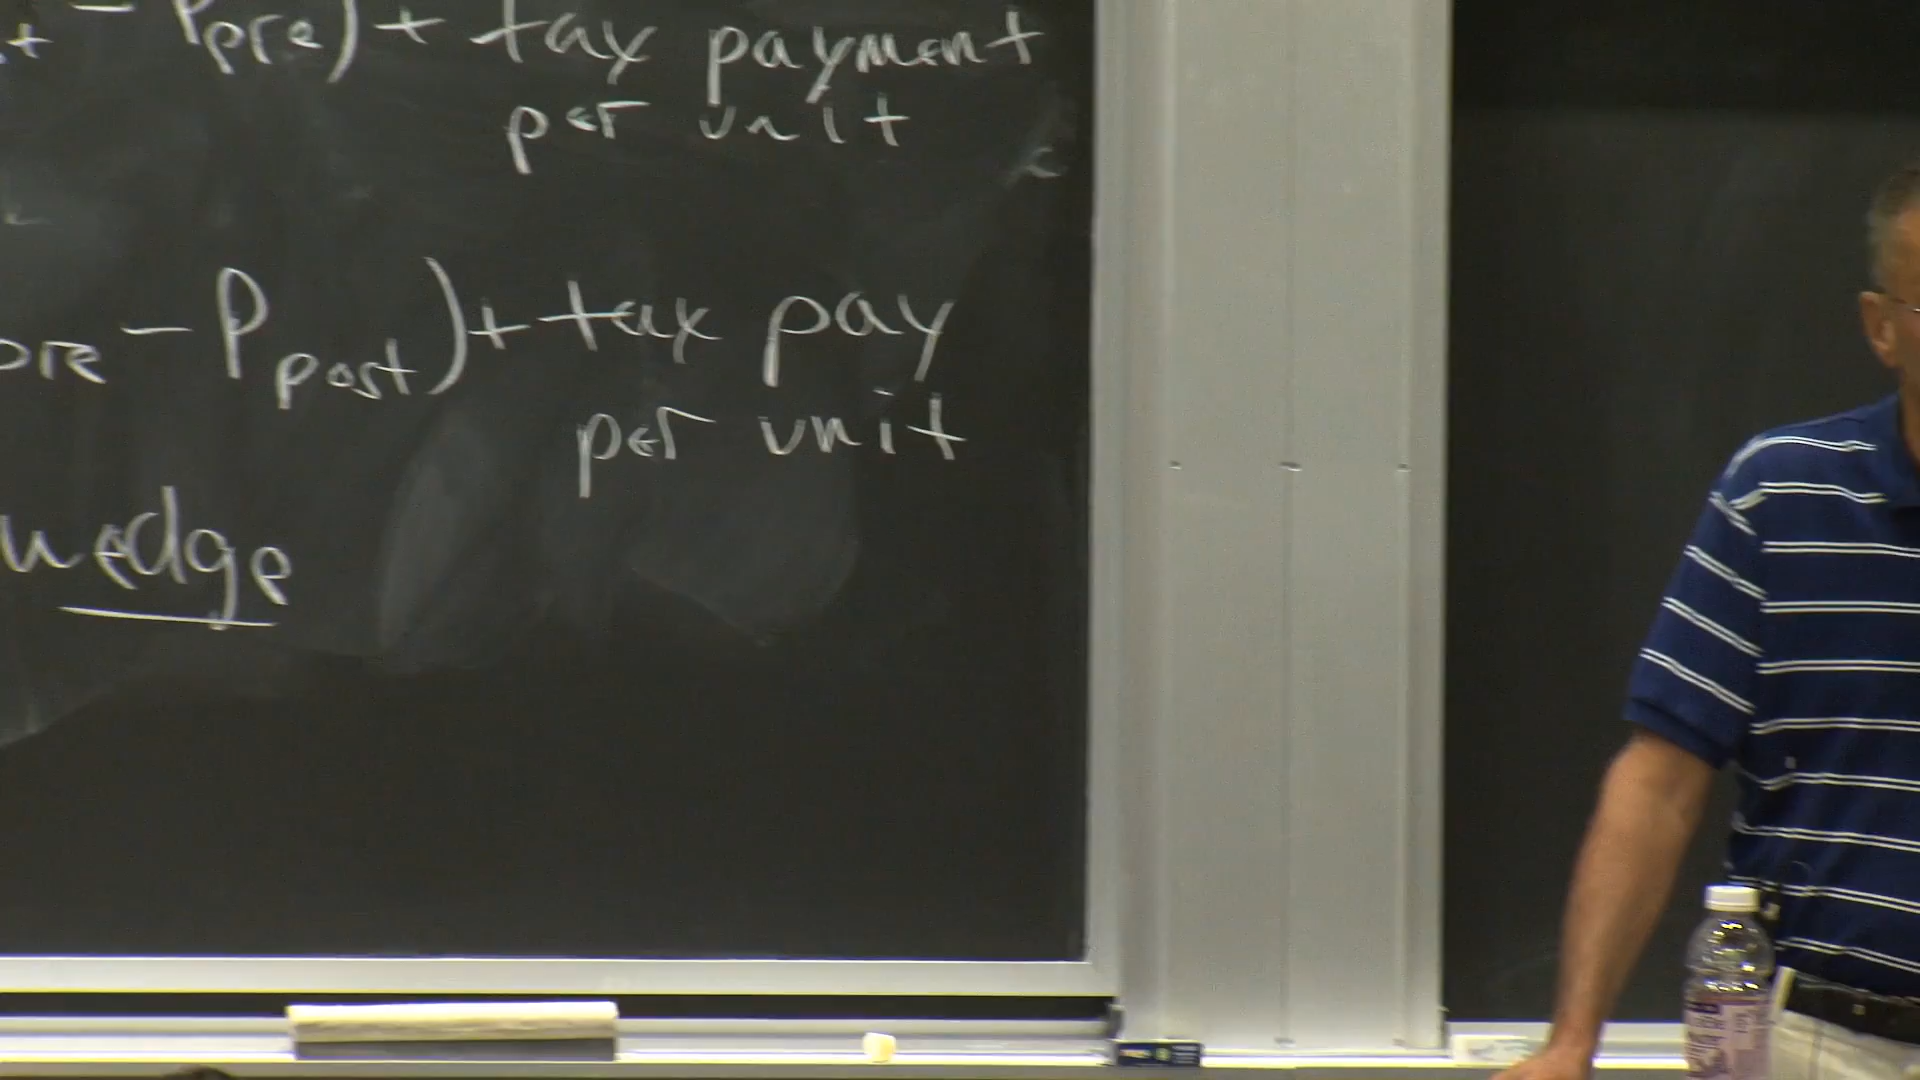 - Ppre) + tax payment
per unit
pre - Ppost) + tax pay
per unit
wedge